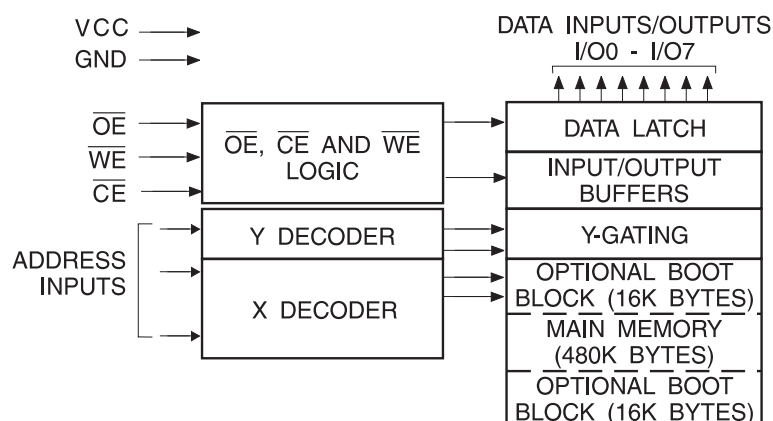 VCC
GND
OE
WE
CE
ADDRESS
INPUTS
OE, CE AND WE
LOGIC
Y DECODER
X DECODER
DATA INPUTS/OUTPUTS
I/O0 - I/O7
DATA LATCH
INPUT/OUTPUT
BUFFERS
Y-GATING
OPTIONAL BOOT
BLOCK (16K BYTES)
MAIN MEMORY
(480K BYTES)
OPTIONAL BOOT
BLOCK (16K BYTES)